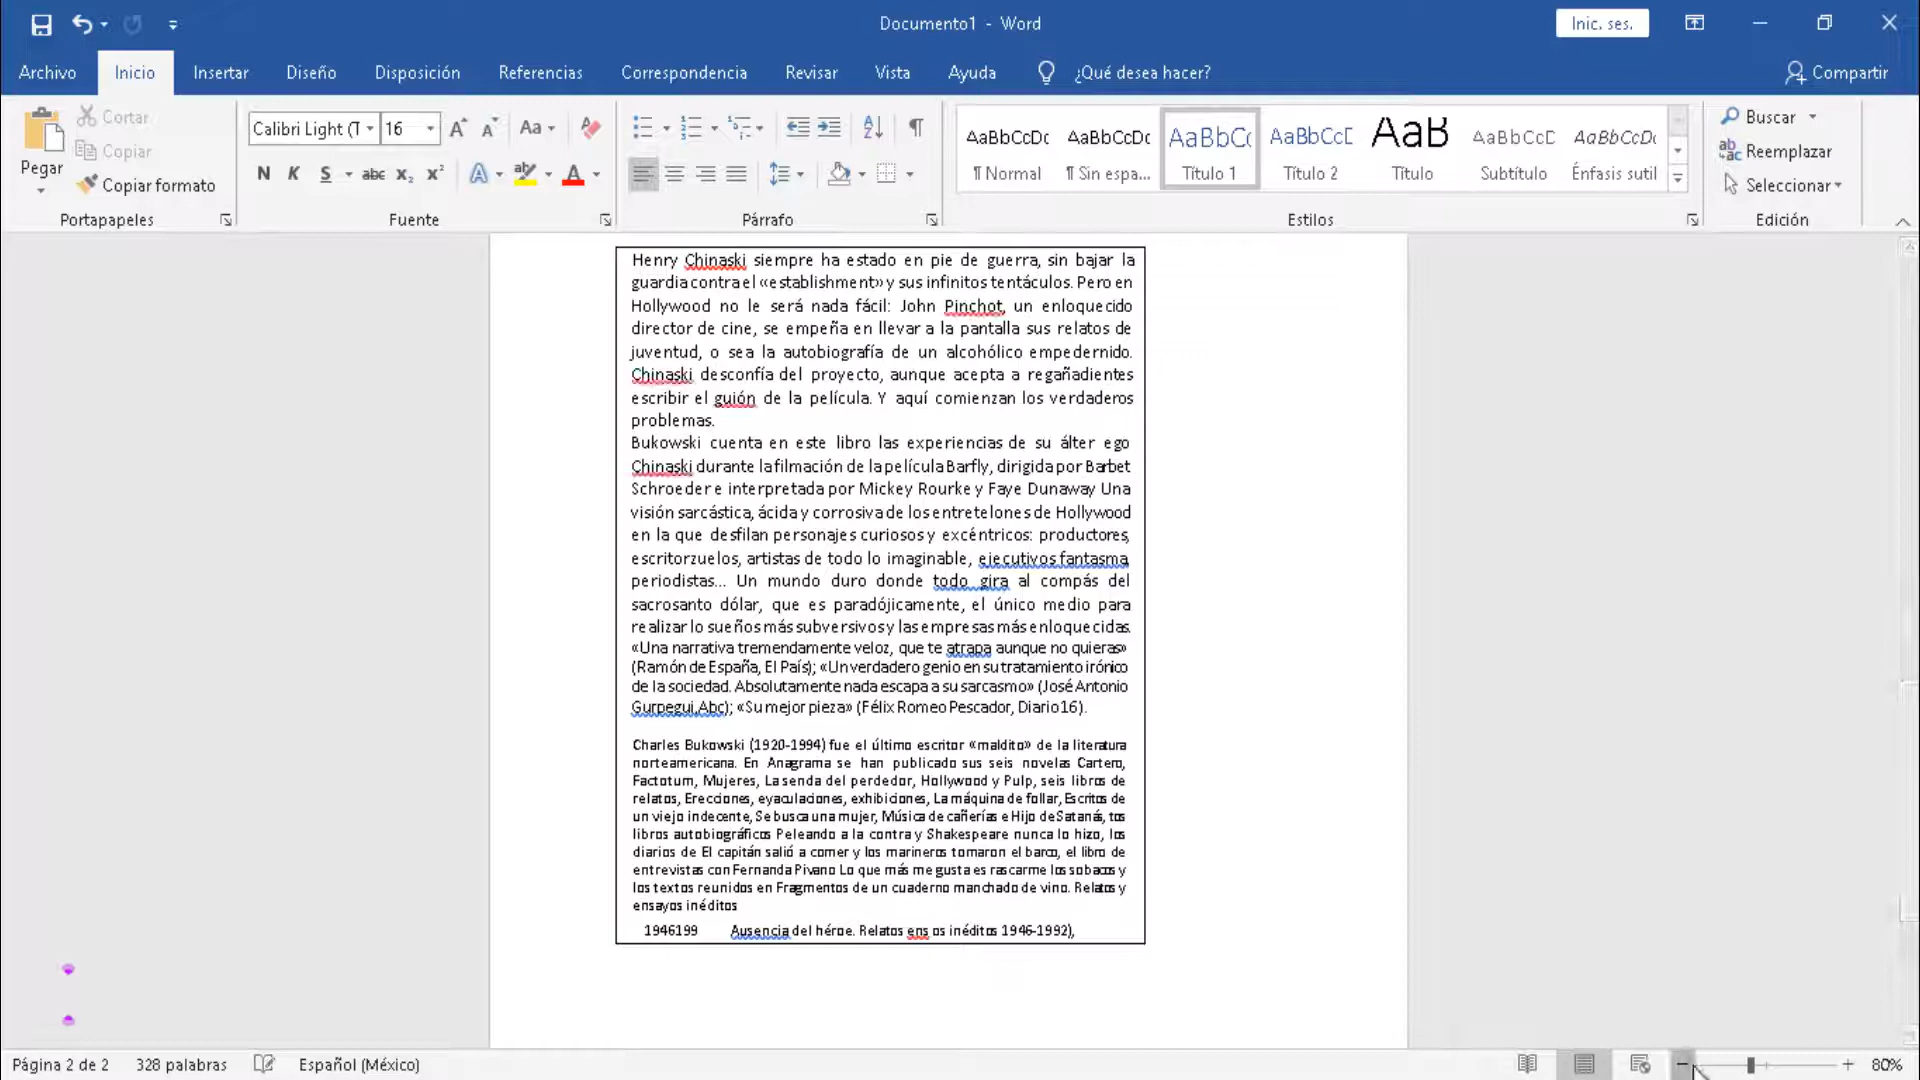 Documento1 - Word
Inic. ses.
Archivo Inicio Insertar Diseño Disposición Referencias Correspondencia Revisar Vista Ayuda ¿Qué desea hacer? Compartir
Pegar
Cortar
Copiar
Copiar formato
Portapapeles
Calibri Light (T 16 Aa
N K S abc x₂ x² A ab A
Fuente
Párrafo
AaBbCcDc AaBbCcDc AaBbCc AaBbCcE AaB AaBbCcE AaBbCcDc
¶ Normal ¶ Sin espa... Título 1 Título 2 Título Subtítulo Énfasis sutil
Estilos
Buscar
Reemplazar
Seleccionar
Edición
Henry Chinaski siempre ha estado en pie de guerra, sin bajar la
guardia contra el «establishment» y sus infinitos tentáculos. Pero en
Hollywood no le será nada fácil: John Pinchot, un enloquecido
director de cine, se empeña en llevar a la pantalla sus relatos de
juventud, o sea la autobiografía de un alcohólico empedernido.
Chinaski desconfía del proyecto, aunque acepta a regañadientes
escribir el guión de la película. Y aquí comienzan los verdaderos
problemas.
Bukowski cuenta en este libro las experiencias de su álter ego
Chinaski durante la filmación de la película Barfly, dirigida por Barbet
Schroeder e interpretada por Mickey Rourke y Faye Dunaway Una
visión sarcástica, ácida y corrosiva de los entretelones de Hollywood
en la que desfilan personajes curiosos y excéntricos: productores,
escritorzuelos, artistas de todo lo imaginable, ejecutivos fantasma,
periodistas... Un mundo duro donde todo gira al compás del
sacrosanto dólar, que es paradójicamente, el único medio para
realizar lo sueños más subversivos y las empresas más enloquecidas.
«Una narrativa tremendamente veloz, que te atrapa aunque no quieras»
(Ramón de España, El País); «Un verdadero genio en su tratamiento irónico
de la sociedad. Absolutamente nada escapa a su sarcasmo» (José Antonio
Gurpegui,Abc); «Su mejor pieza» (Félix Romeo Pescador, Diario16).
Charles Bukowski (1920-1994) fue el último escritor «maldito» de la literatura
norteamericana. En Anagrama se han publicado sus seis novelas Cartero,
Factotum, Mujeres, La senda del perdedor, Hollywood y Pulp, seis libros de
relatos, Erecciones, eyaculaciones, exhibiciones, La máquina de follar, Escritos de
un viejo indecente, Se busca una mujer, Música de cañerías e Hijo de Satanás, tos
libros autobiográficos Peleando a la contra y Shakespeare nunca lo hizo, los
diarios de El capitán salió a comer y los marineros tomaron el barco, el libro de
entrevistas con Fernanda Pivano Lo que más me gusta es rascarme los sobacos y
los textos reunidos en Fragmentos de un cuaderno manchado de vino. Relatos y
ensayos inéditos
1946199 Ausencia del héroe. Relatos ens os inéditos 1946-1992),
Página 2 de 2 328 palabras Español (México) 80%